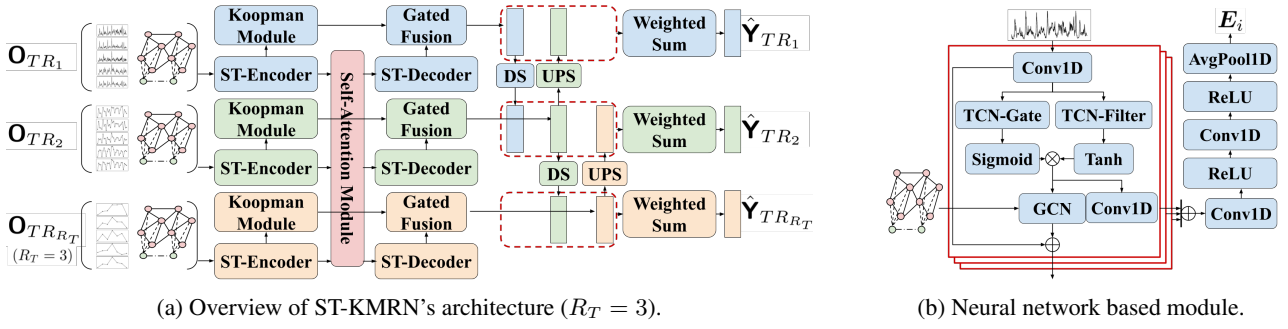 O_{TR_1}
Koopman
Module
Gated
Fusion
ST-Encoder
ST-Decoder
DS
UPS
Weighted
Sum
Ŷ_{TR_1}
Self-Attention Module
O_{TR_2}
Koopman
Module
Gated
Fusion
ST-Encoder
ST-Decoder
DS
UPS
Weighted
Sum
Ŷ_{TR_2}
O_{TR_{R_T}}
(R_T = 3)
Koopman
Module
Gated
Fusion
ST-Encoder
ST-Decoder
Weighted
Sum
Ŷ_{TR_{R_T}}
(a) Overview of ST-KMRN's architecture (R_T = 3).
Conv1D
TCN-Gate
TCN-Filter
Sigmoid
Tanh
GCN
Conv1D
E_i
AvgPool1D
ReLU
Conv1D
ReLU
Conv1D
(b) Neural network based module.